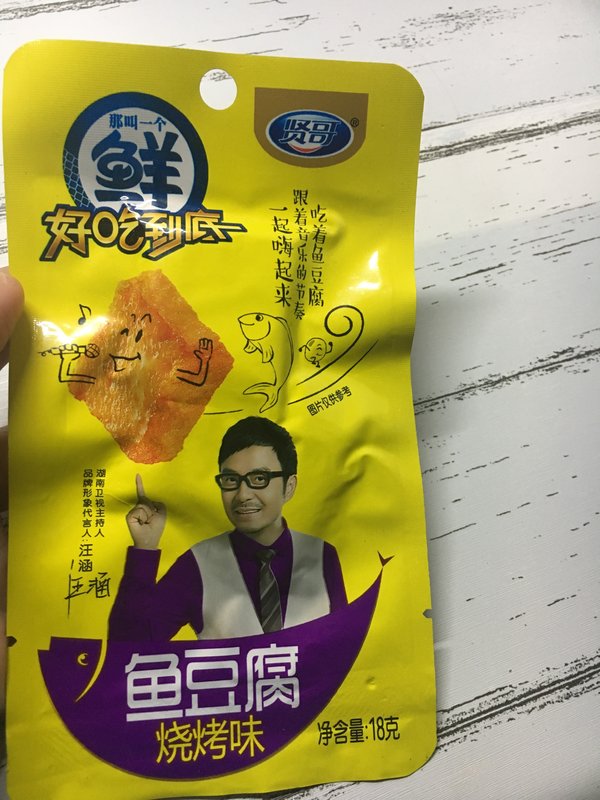 那叫一个
鲜
好吃到底
贤哥®
吃着鱼豆腐
跟着音乐的节奏
一起嗨起来
图片仅供参考
湖南卫视主持人
品牌形象代言人:汪涵
汪涵
鱼豆腐
烧烤味
净含量:18克